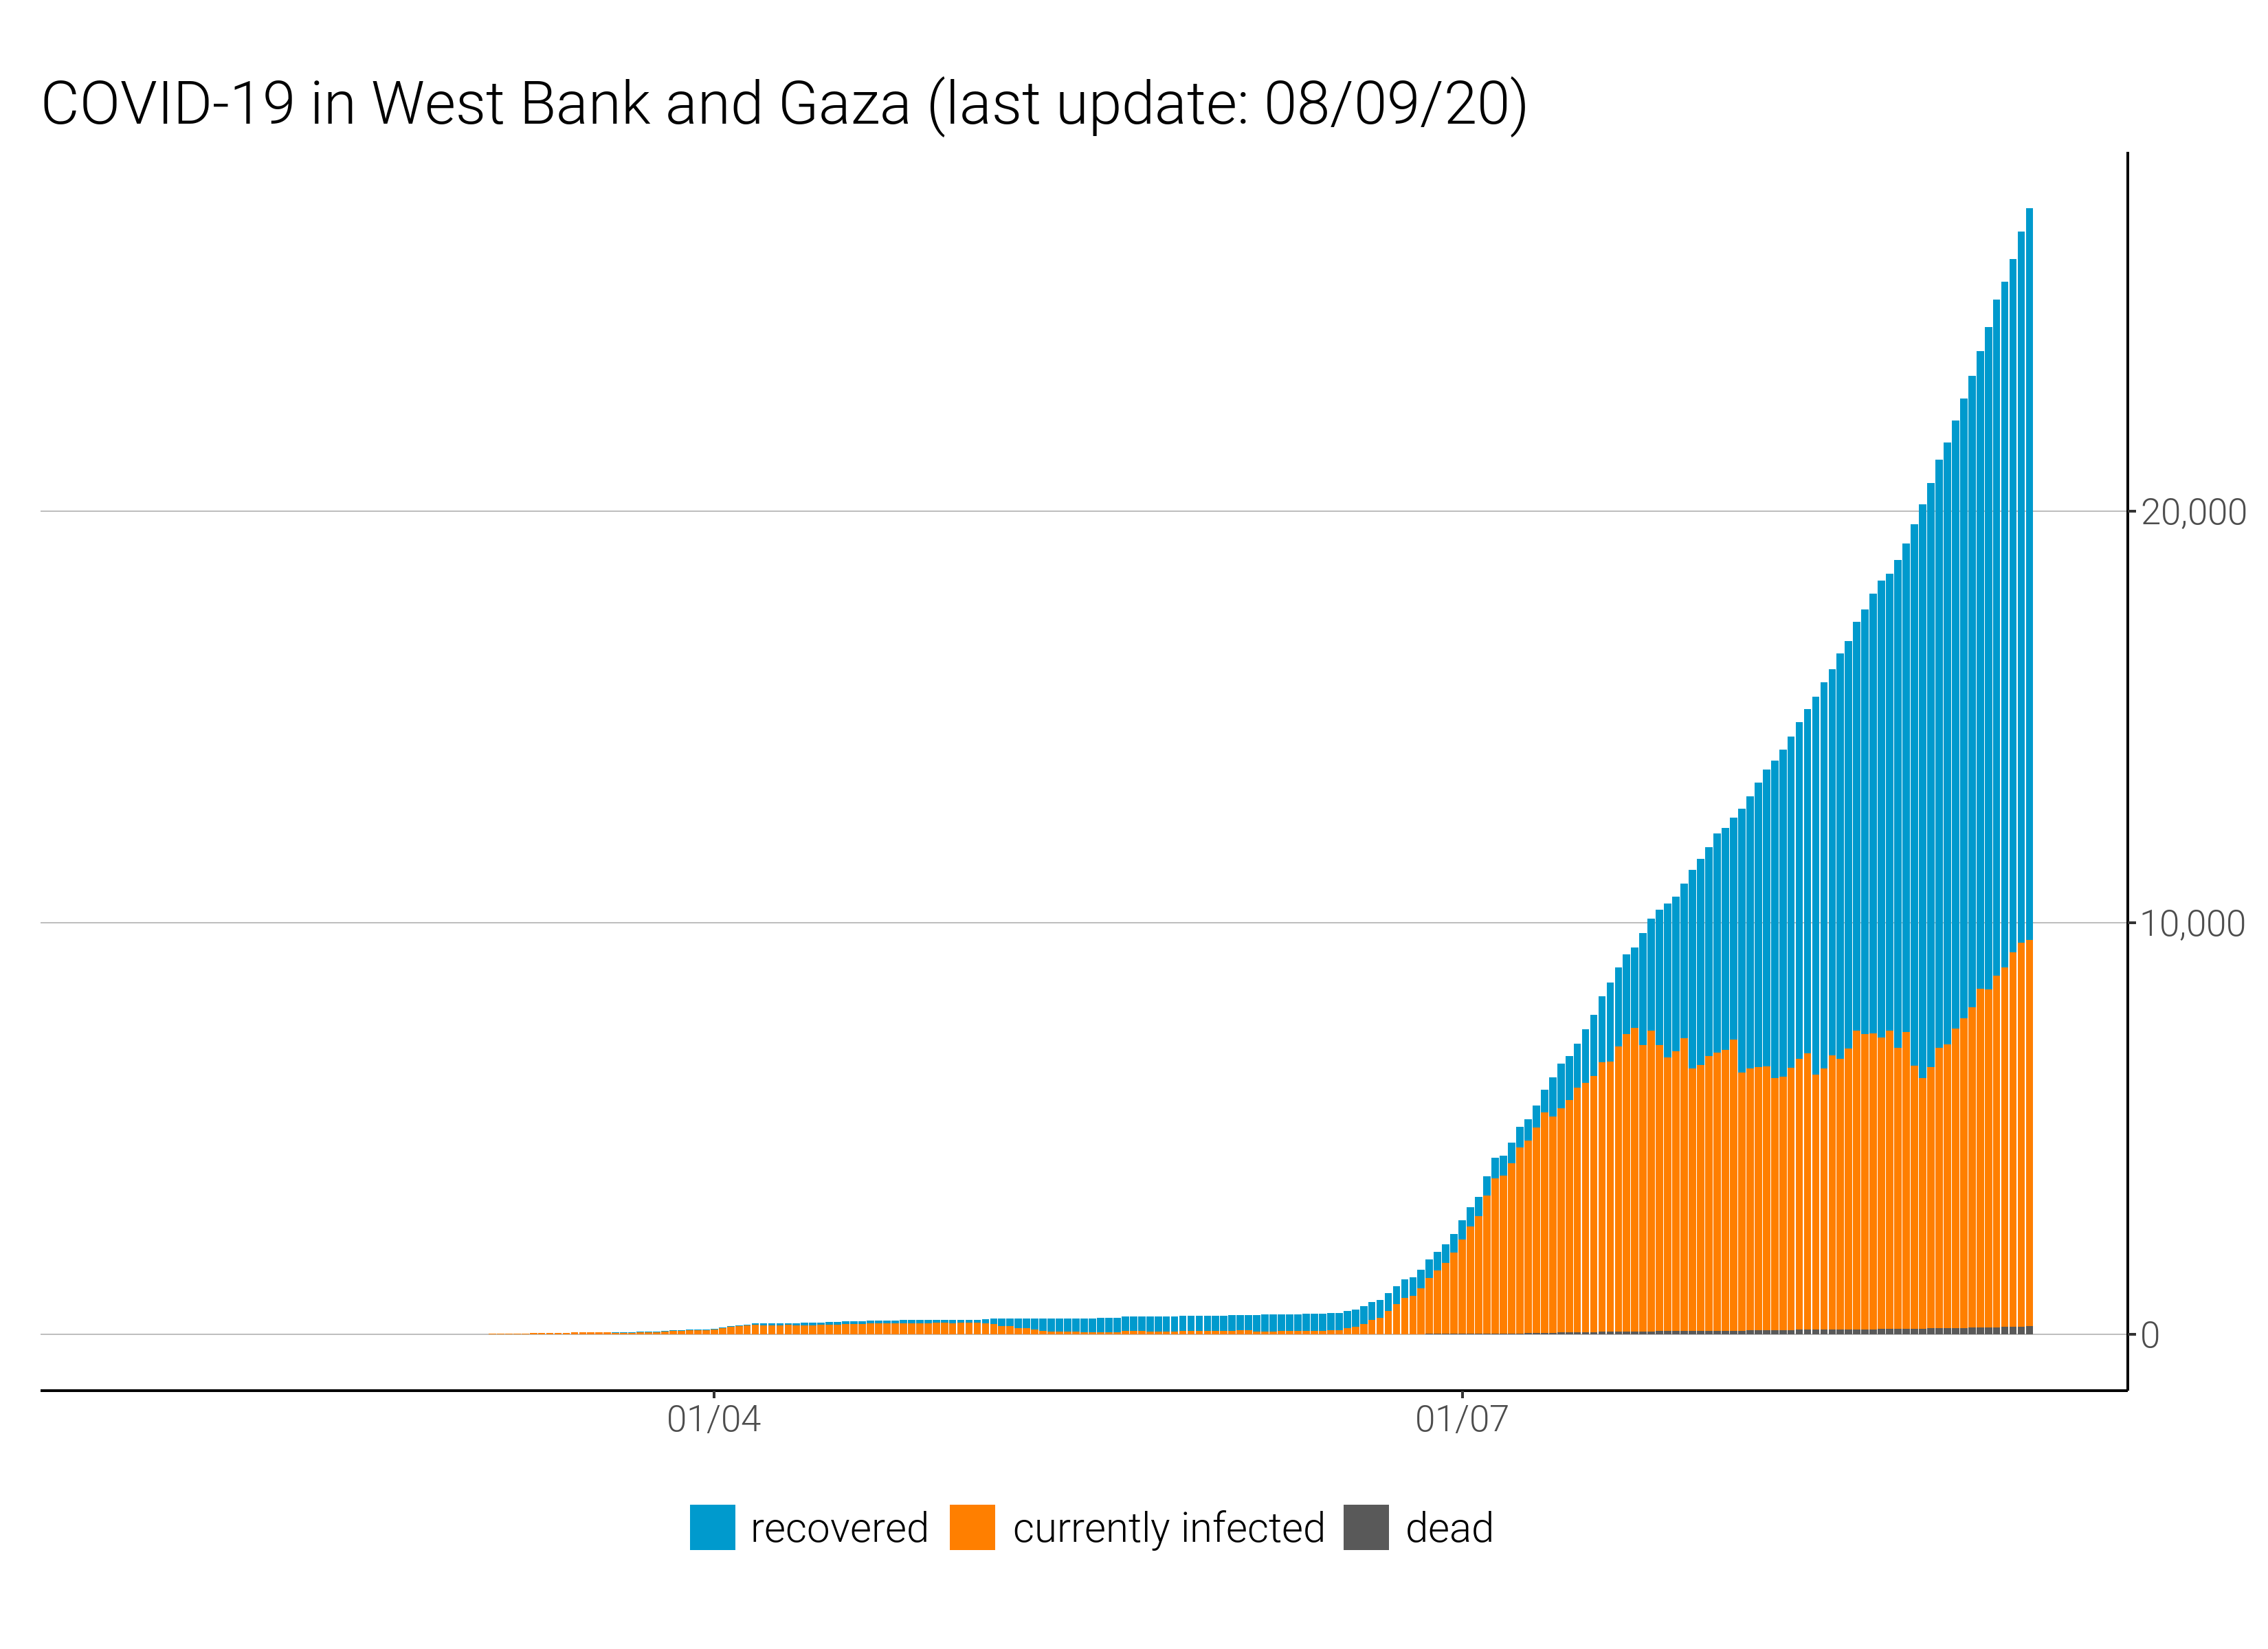 COVID-19 in West Bank and Gaza (last update: 08/09/20)
20,000
10,000
0
01/04 01/07
recovered currently infected dead